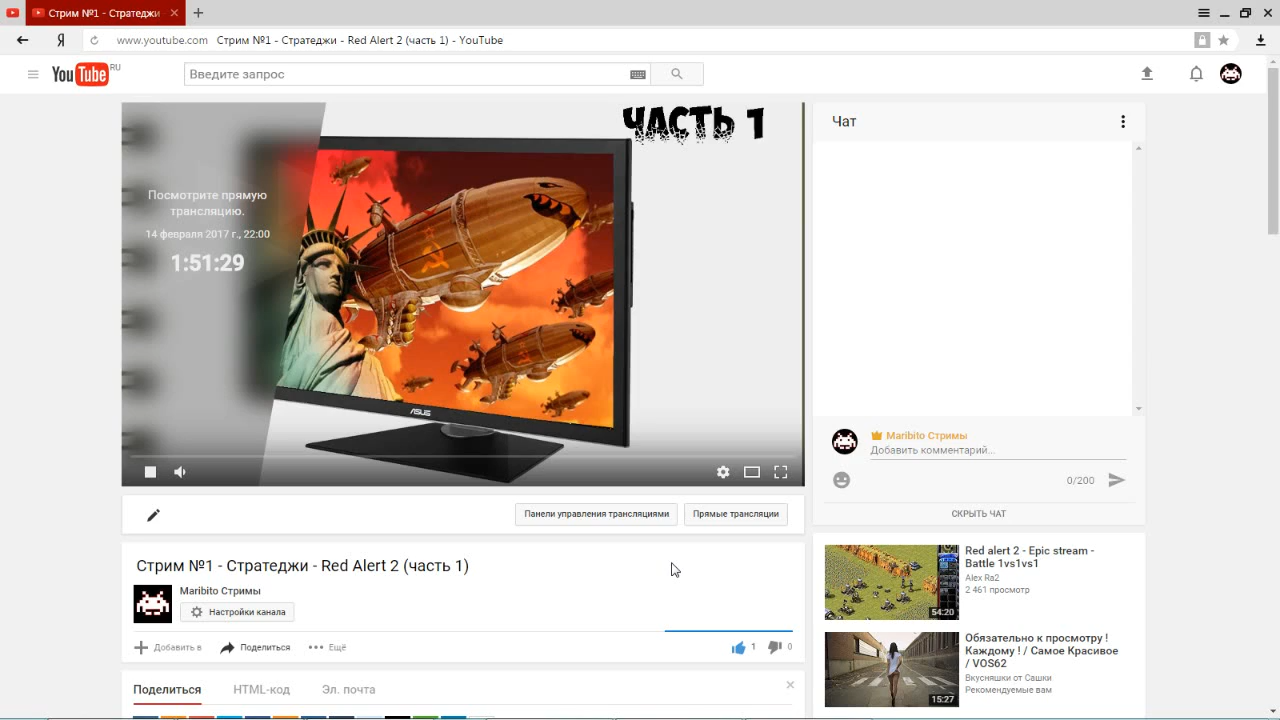 Стрим №1 - Стратеджи
Я
www.youtube.com Стрим №1 - Стратеджи - Red Alert 2 (часть 1) - YouTube
YouTube RU
Введите запрос
ЧАСТЬ 1
Посмотрите прямую
трансляцию.
14 февраля 2017 г., 22:00
1:51:29
ASUS
Чат
Maribito Стримы
Добавить комментарий...
0/200
СКРЫТЬ ЧАТ
Панели управления трансляциями
Прямые трансляции
Стрим №1 - Стратеджи - Red Alert 2 (часть 1)
Maribito Стримы
Настройки канала
Добавить в
Поделиться
Ещё
1
0
Поделиться
HTML-код
Эл. почта
Red alert 2 - Epic stream -
Battle 1vs1vs1
Alex Ra2
2 461 просмотр
54:20
Обязательно к просмотру !
Каждому ! / Самое Красивое
/ VOS62
Вкусняшки от Сашки
Рекомендуемые вам
15:27